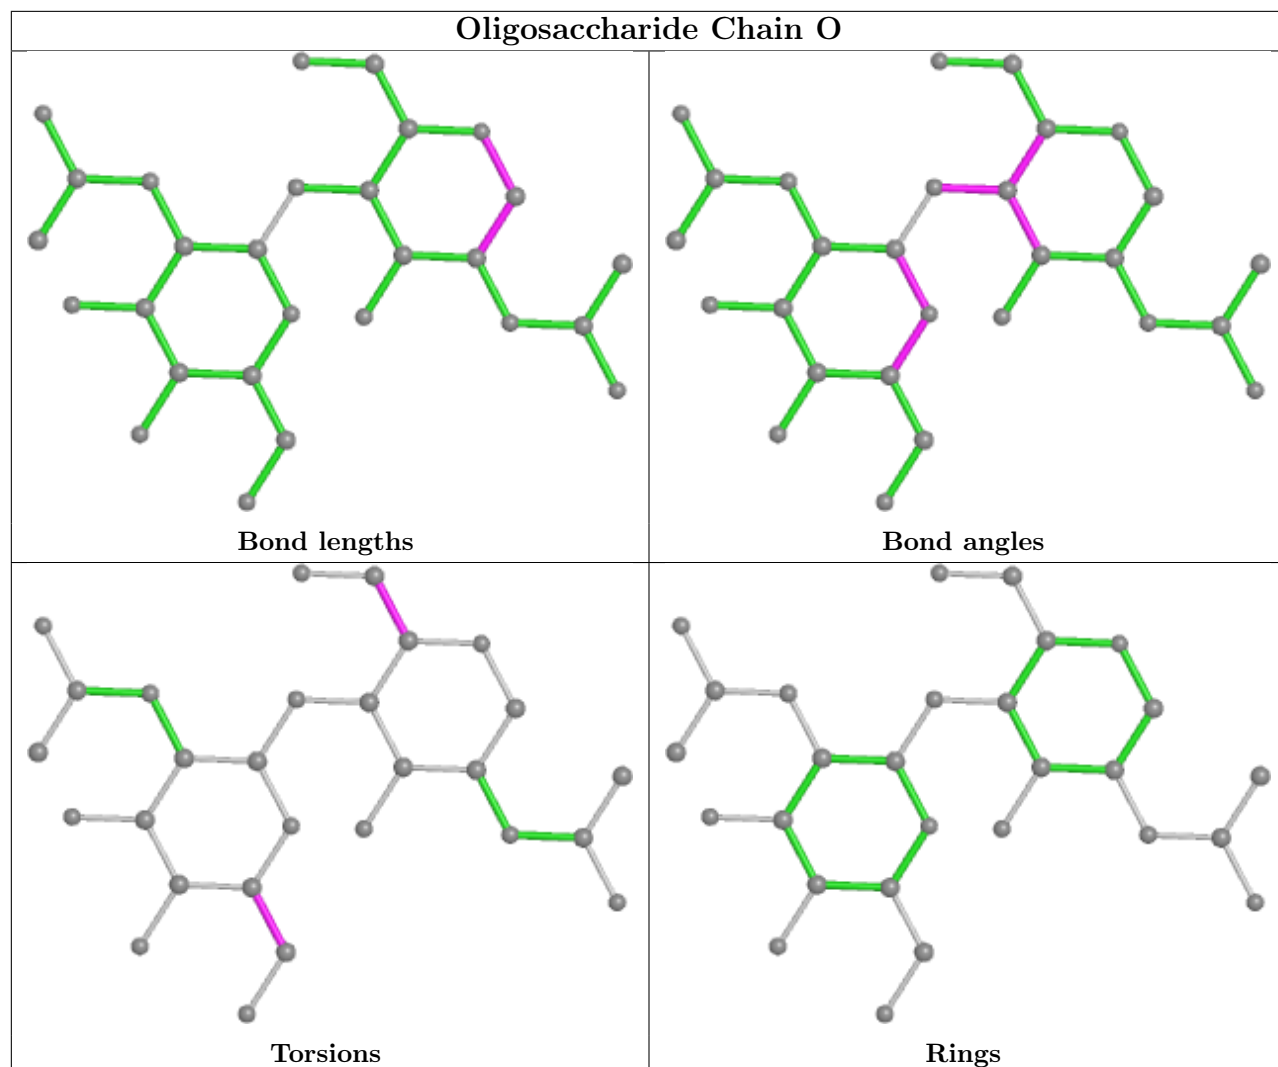 Oligosaccharide Chain O
Bond lengths
Bond angles
Torsions
Rings